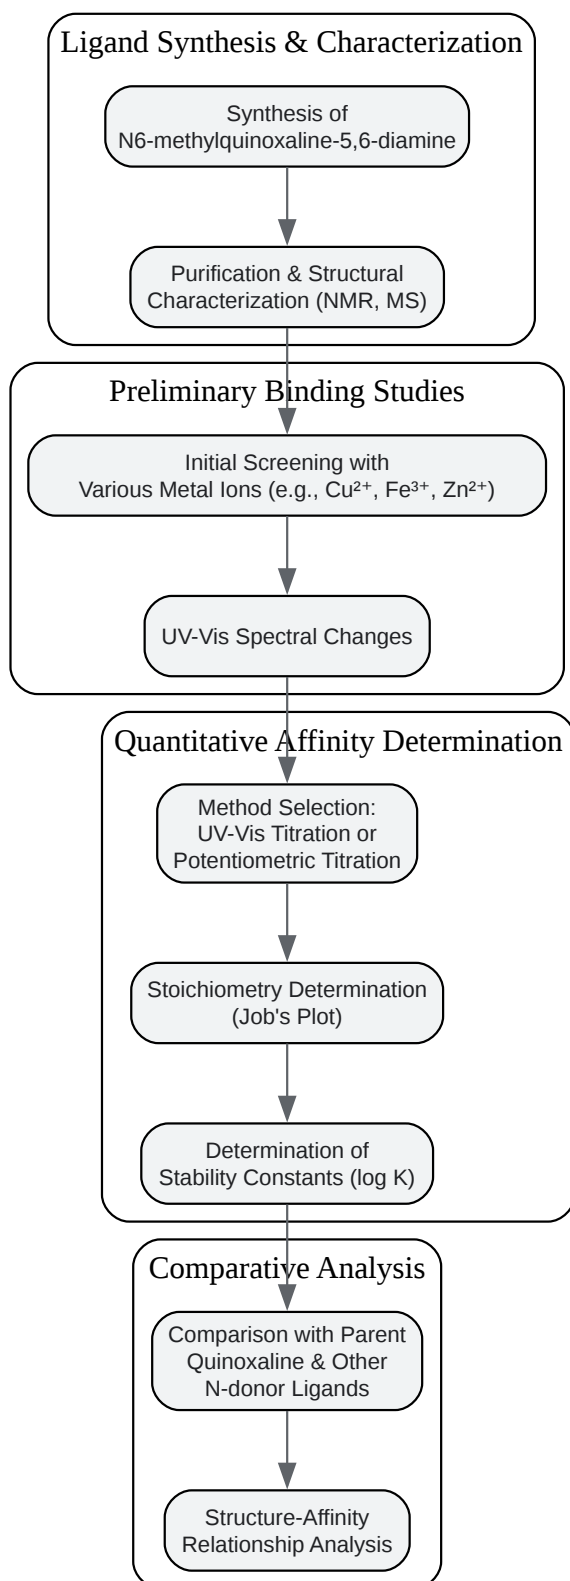 Ligand Synthesis & Characterization
Synthesis of
N6-methylquinoxaline-5,6-diamine
Purification & Structural
Characterization (NMR, MS)
Preliminary Binding Studies
Initial Screening with
Various Metal Ions (e.g., Cu²⁺, Fe³⁺, Zn²⁺)
UV-Vis Spectral Changes
Quantitative Affinity Determination
Method Selection:
UV-Vis Titration or
Potentiometric Titration
Stoichiometry Determination
(Job's Plot)
Determination of
Stability Constants (log K)
Comparative Analysis
Comparison with Parent
Quinoxaline & Other
N-donor Ligands
Structure-Affinity
Relationship Analysis